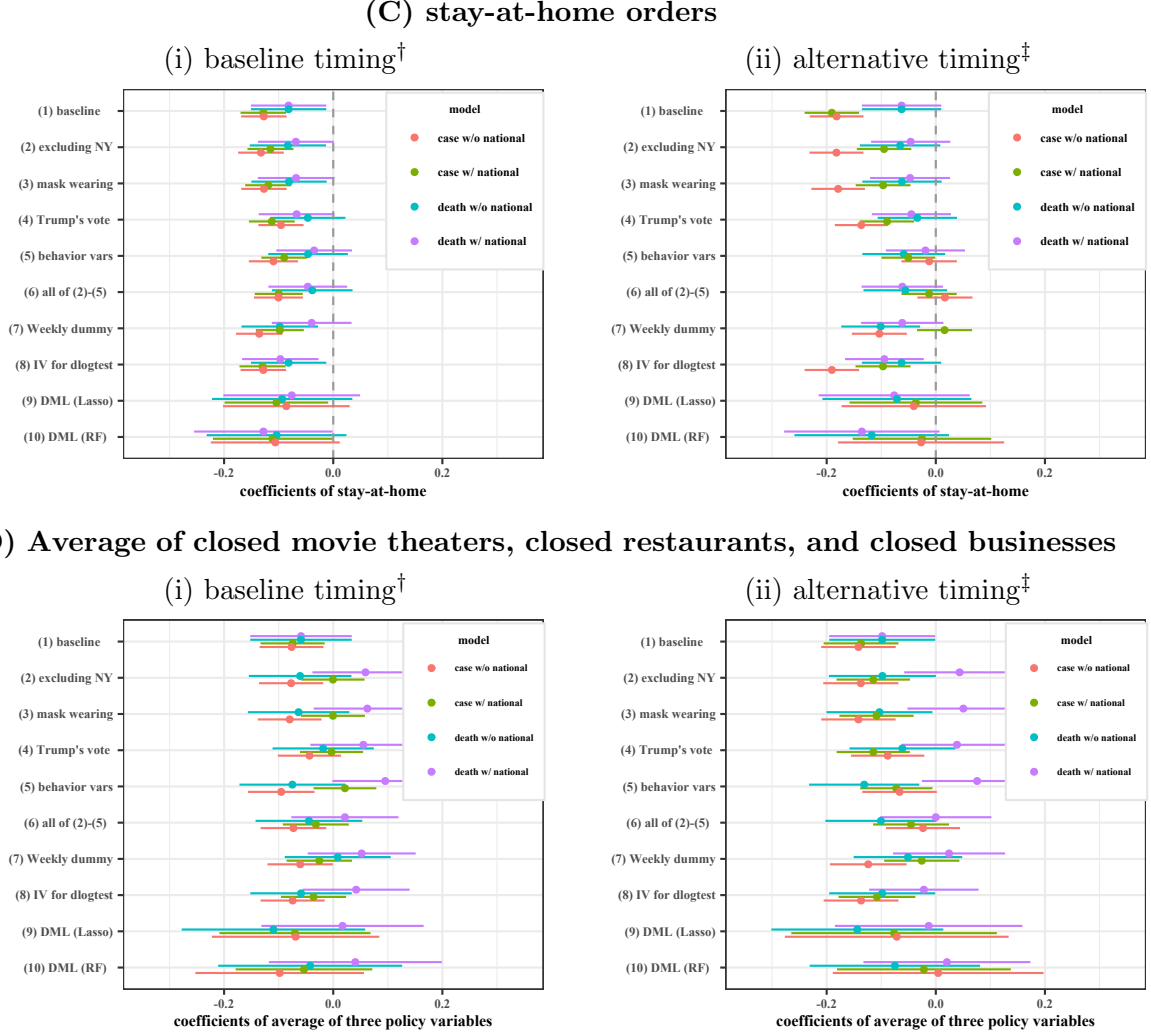 (C) stay-at-home orders
(i) baseline timing†
(ii) alternative timing‡
(1) baseline
(2) excluding NY
(3) mask wearing
(4) Trump's vote
(5) behavior vars
(6) all of (2)-(5)
(7) Weekly dummy
(8) IV for dlogtest
(9) DML (Lasso)
(10) DML (RF)
model
case w/o national
case w/ national
death w/o national
death w/ national
-0.2 0.0 0.2
coefficients of stay-at-home
(1) baseline
(2) excluding NY
(3) mask wearing
(4) Trump's vote
(5) behavior vars
(6) all of (2)-(5)
(7) Weekly dummy
(8) IV for dlogtest
(9) DML (Lasso)
(10) DML (RF)
model
case w/o national
case w/ national
death w/o national
death w/ national
-0.2 0.0 0.2
coefficients of stay-at-home
) Average of closed movie theaters, closed restaurants, and closed businesses
(i) baseline timing†
(ii) alternative timing‡
(1) baseline
(2) excluding NY
(3) mask wearing
(4) Trump's vote
(5) behavior vars
(6) all of (2)-(5)
(7) Weekly dummy
(8) IV for dlogtest
(9) DML (Lasso)
(10) DML (RF)
model
case w/o national
case w/ national
death w/o national
death w/ national
-0.2 0.0 0.2
coefficients of average of three policy variables
(1) baseline
(2) excluding NY
(3) mask wearing
(4) Trump's vote
(5) behavior vars
(6) all of (2)-(5)
(7) Weekly dummy
(8) IV for dlogtest
(9) DML (Lasso)
(10) DML (RF)
model
case w/o national
case w/ national
death w/o national
death w/ national
-0.2 0.0 0.2
coefficients of average of three policy variables